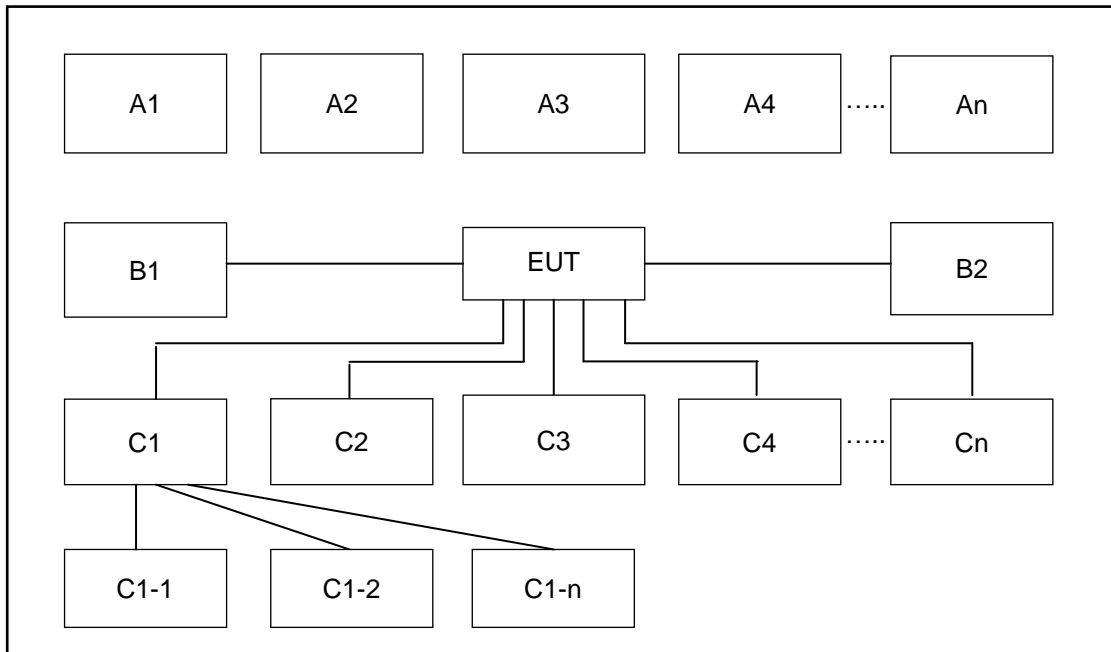 A1 A2 A3 A4 ….. An
B1 EUT B2
C1 C2 C3 C4 ….. Cn
C1-1 C1-2 C1-n